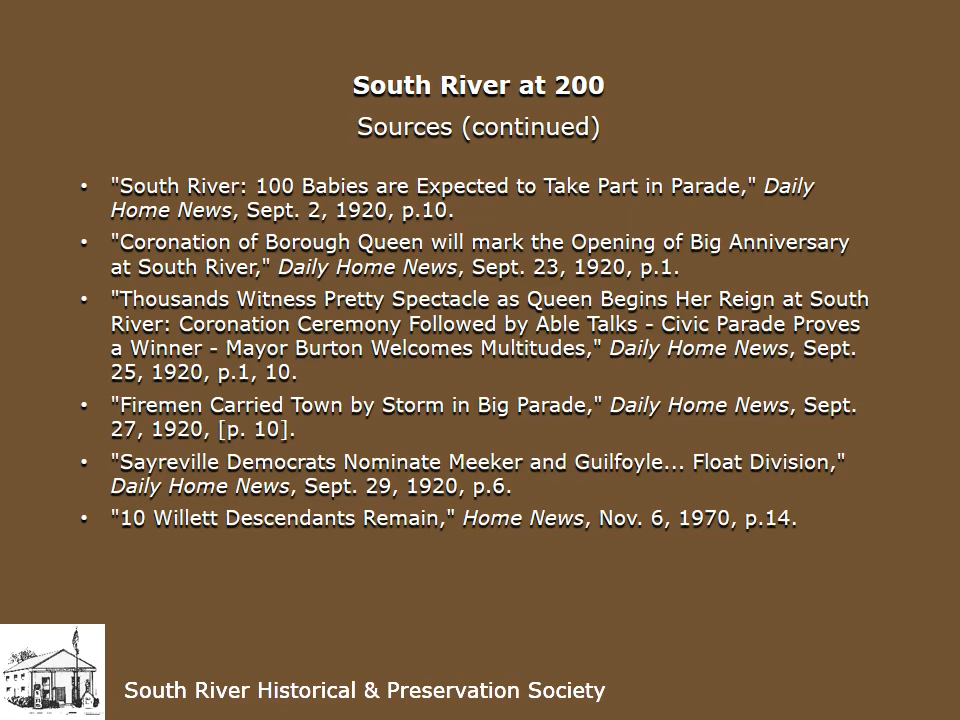 South River at 200
Sources (continued)
• "South River: 100 Babies are Expected to Take Part in Parade," Daily
Home News, Sept. 2, 1920, p.10.
• "Coronation of Borough Queen will mark the Opening of Big Anniversary
at South River," Daily Home News, Sept. 23, 1920, p.1.
• "Thousands Witness Pretty Spectacle as Queen Begins Her Reign at South
River: Coronation Ceremony Followed by Able Talks - Civic Parade Proves
a Winner - Mayor Burton Welcomes Multitudes," Daily Home News, Sept.
25, 1920, p.1, 10.
• "Firemen Carried Town by Storm in Big Parade," Daily Home News, Sept.
27, 1920, [p. 10].
• "Sayreville Democrats Nominate Meeker and Guilfoyle... Float Division,"
Daily Home News, Sept. 29, 1920, p.6.
• "10 Willett Descendants Remain," Home News, Nov. 6, 1970, p.14.
South River Historical & Preservation Society